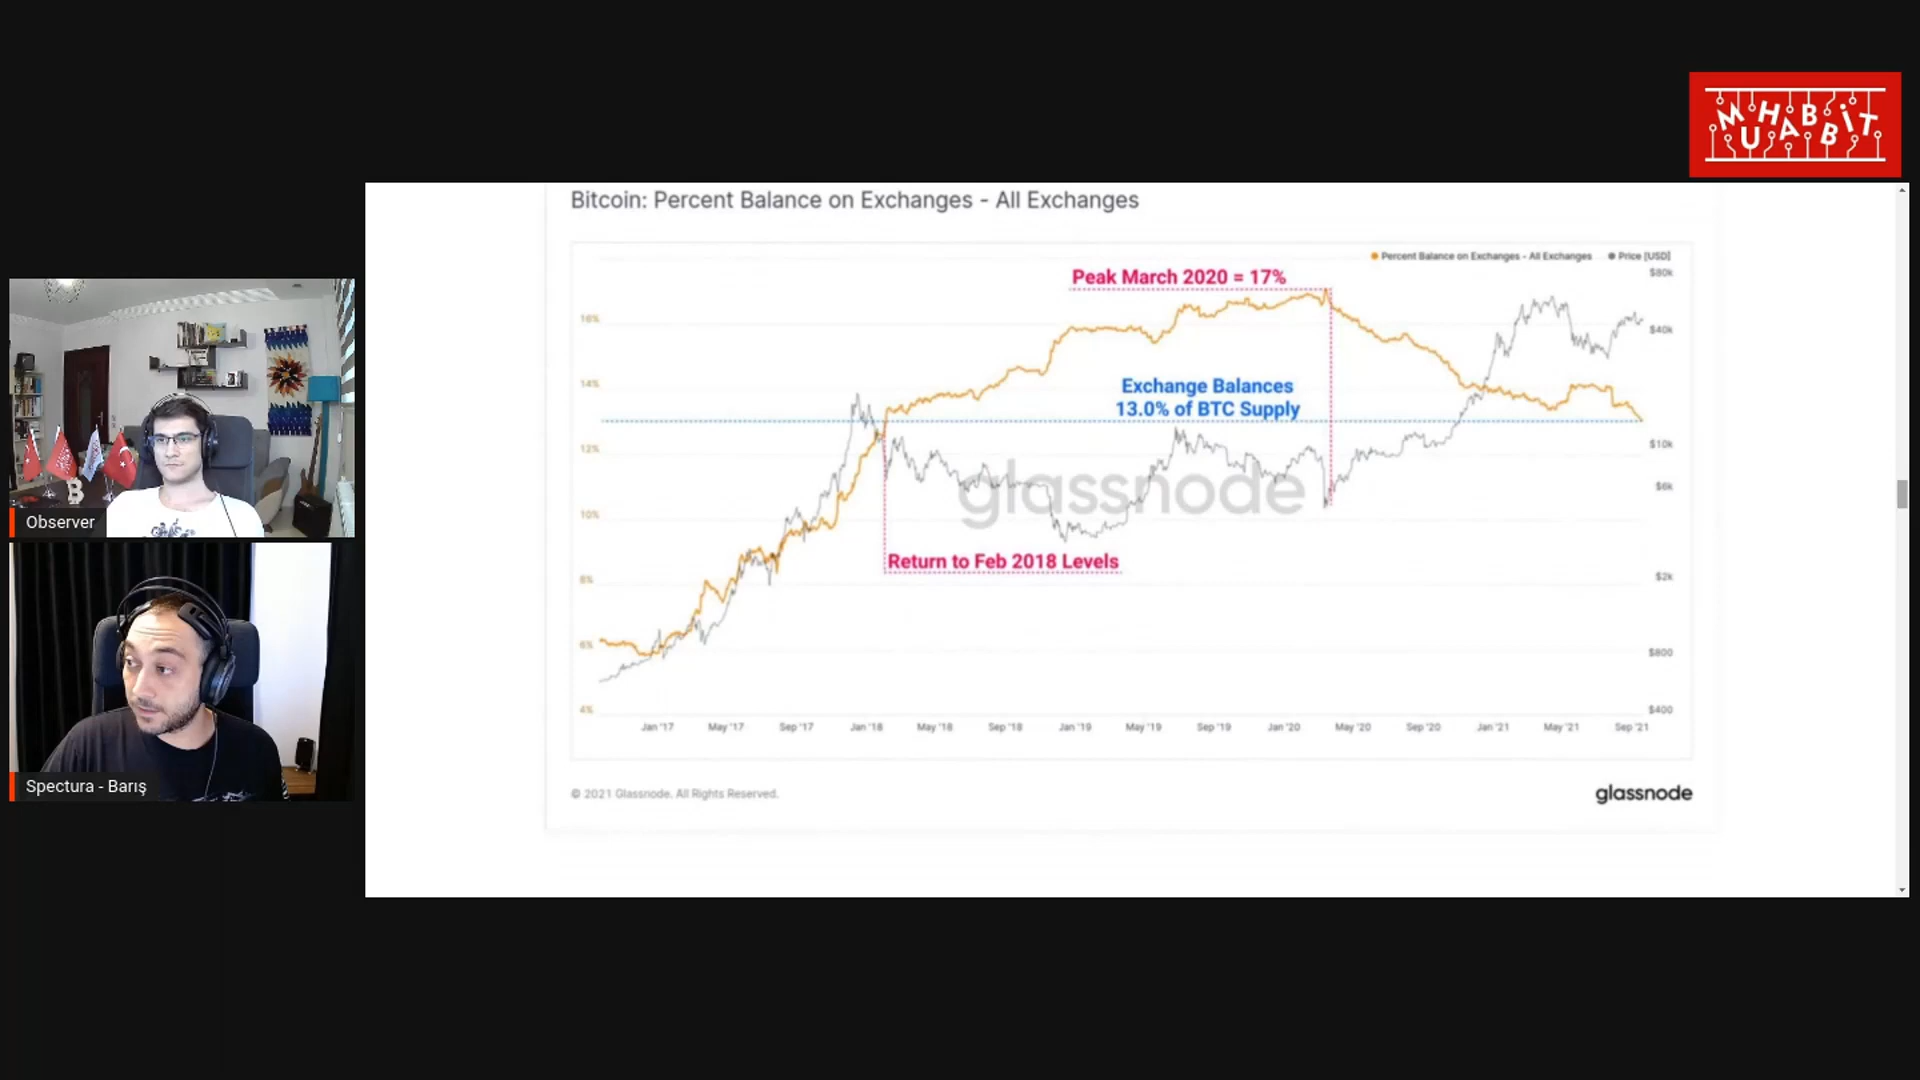 MUHABBIT
Bitcoin: Percent Balance on Exchanges - All Exchanges
Percent Balance on Exchanges - All Exchanges
Price [USD]
Peak March 2020 = 17%
Exchange Balances
13.0% of BTC Supply
Return to Feb 2018 Levels
glassnode
16%
14%
12%
10%
8%
6%
4%
$80k
$40k
$10k
$6k
$2k
$800
$400
Jan '17
May '17
Sep '17
Jan '18
May '18
Sep '18
Jan '19
May '19
Sep '19
Jan '20
May '20
Sep '20
Jan '21
May '21
Sep '21
© 2021 Glassnode. All Rights Reserved.
glassnode
Observer
Spectura - Barış